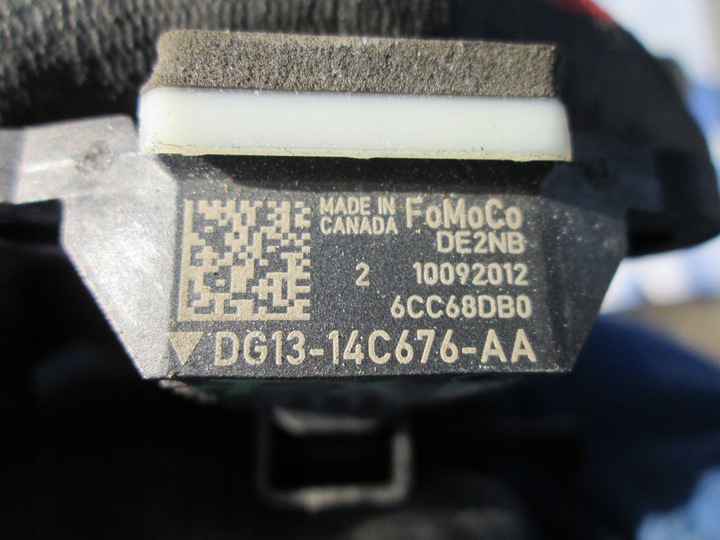 MADE IN
CANADA
FoMoCo
DE2NB
2 10092012
6CC68DB0
DG13-14C676-AA